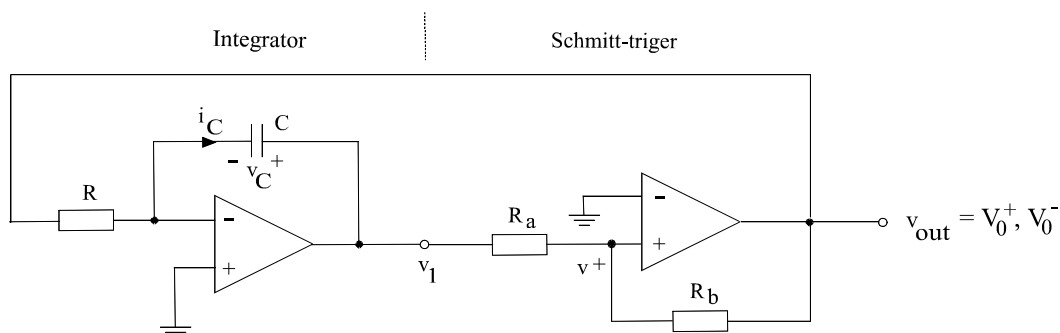 Integrator
Schmitt-triger
i_C
C
- v_C +
R
-
+
v_1
R_a
v^+
-
+
R_b
v_out = V_0^+, V_0^-